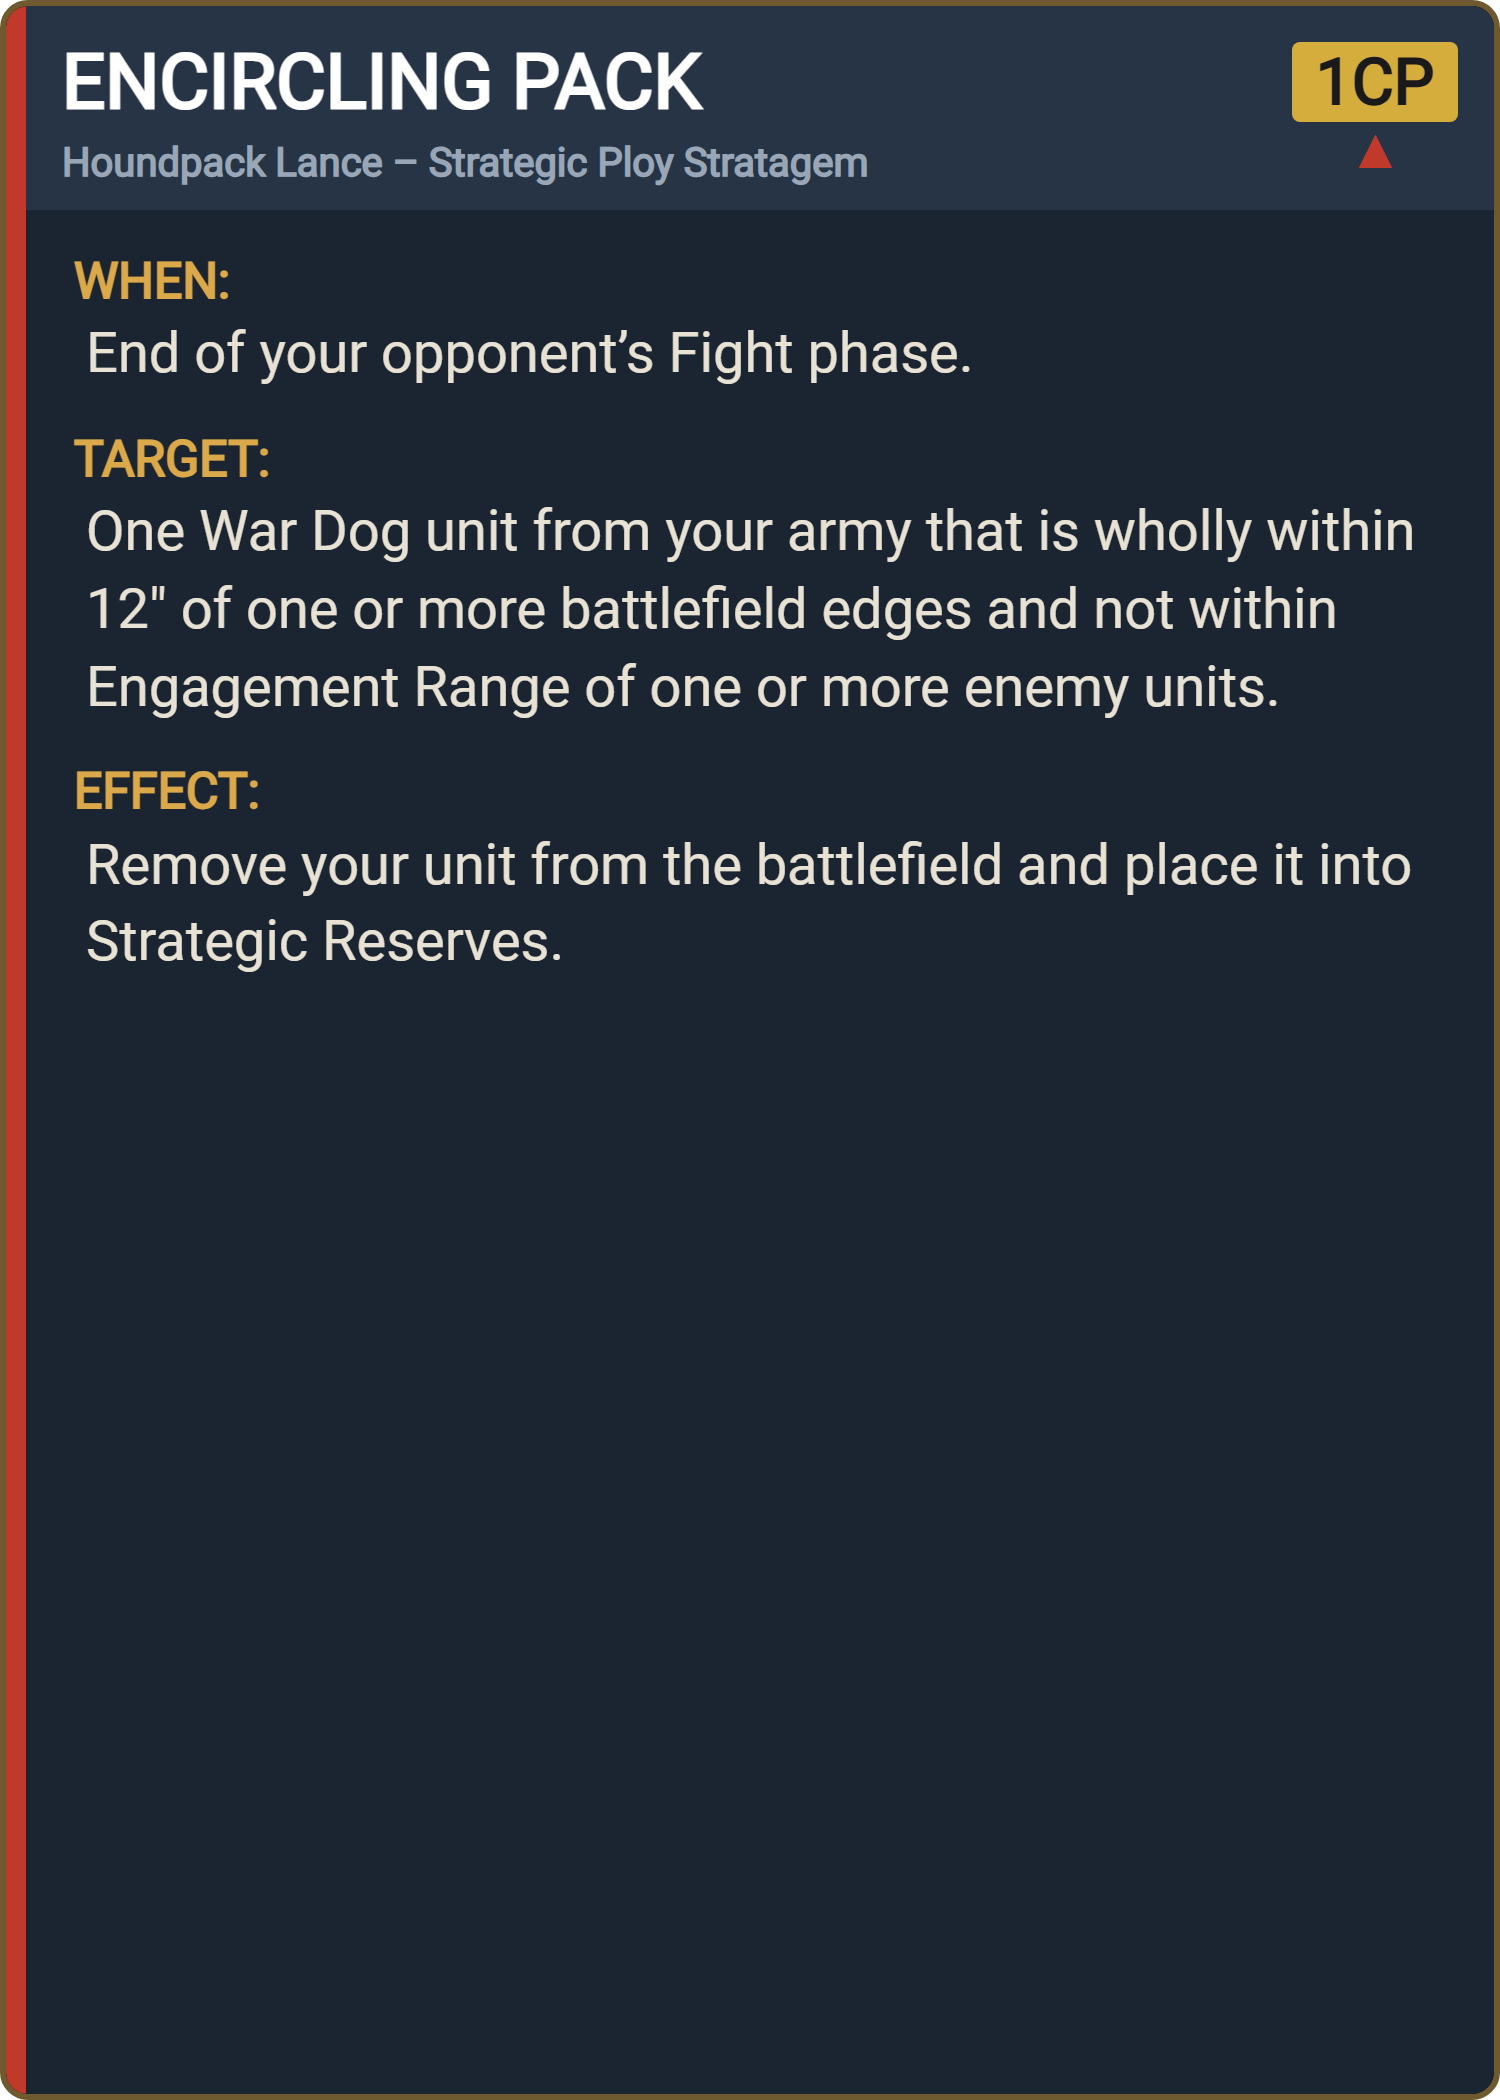 ENCIRCLING PACK
1CP
Houndpack Lance – Strategic Ploy Stratagem
WHEN:
End of your opponent’s Fight phase.
TARGET:
One War Dog unit from your army that is wholly within
12" of one or more battlefield edges and not within
Engagement Range of one or more enemy units.
EFFECT:
Remove your unit from the battlefield and place it into
Strategic Reserves.